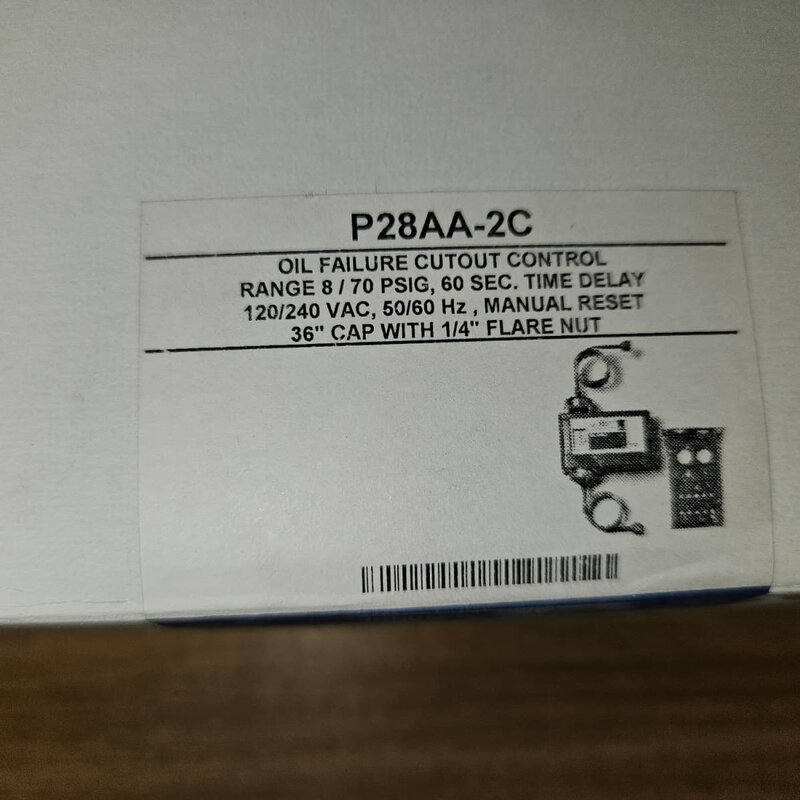 P28AA-2C
OIL FAILURE CUTOUT CONTROL
RANGE 8 / 70 PSIG, 60 SEC. TIME DELAY
120/240 VAC, 50/60 Hz , MANUAL RESET
36" CAP WITH 1/4" FLARE NUT